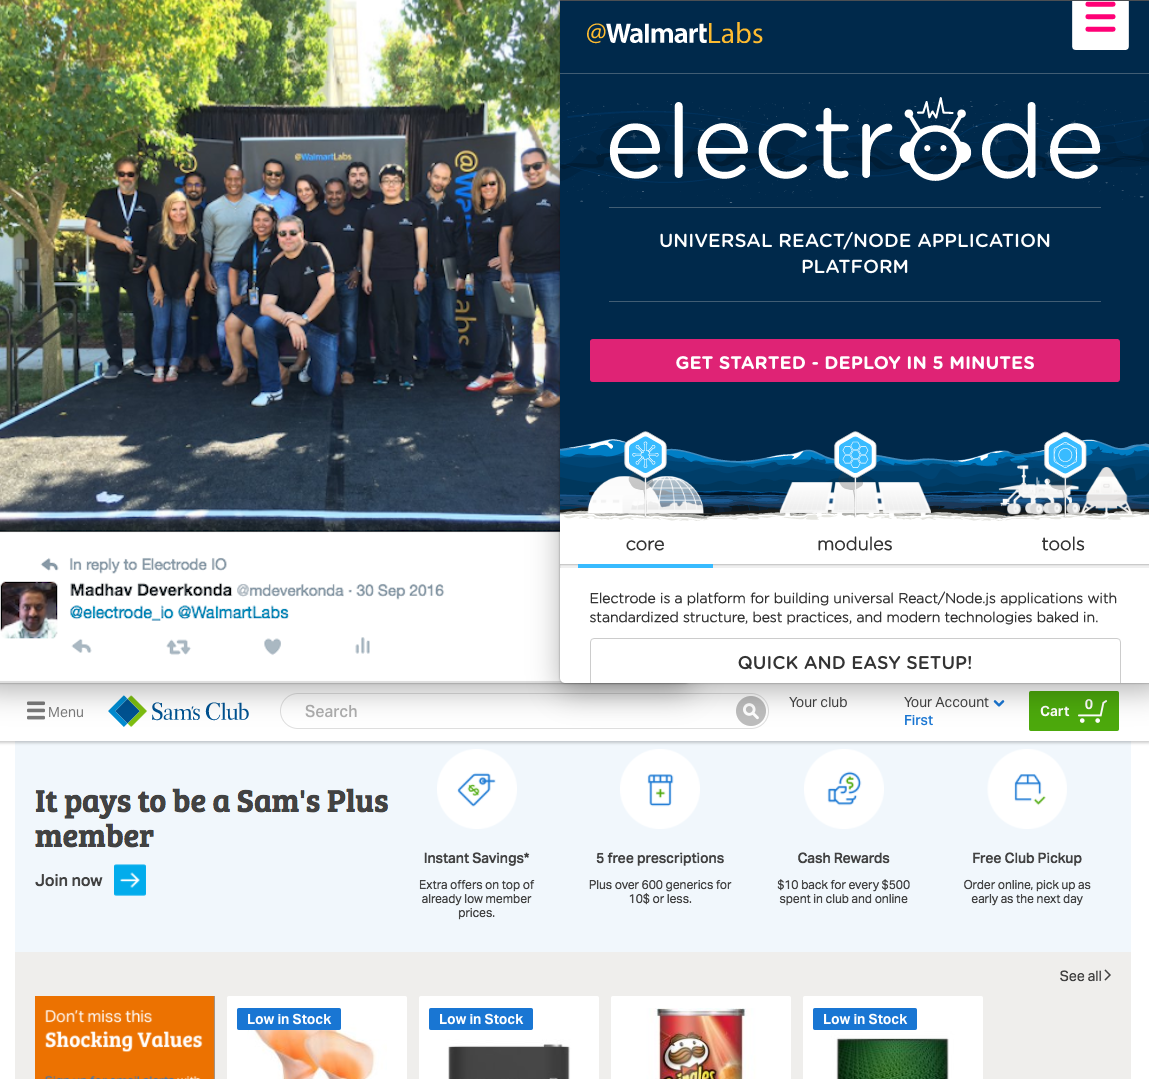 @WalmartLabs
@Wa
abs
In reply to Electrode IO
Madhav Deverkonda @mdeverkonda · 30 Sep 2016
@electrode_io @WalmartLabs
@WalmartLabs
electrode
UNIVERSAL REACT/NODE APPLICATION
PLATFORM
GET STARTED - DEPLOY IN 5 MINUTES
core
modules
tools
Electrode is a platform for building universal React/Node.js applications with
standardized structure, best practices, and modern technologies baked in.
QUICK AND EASY SETUP!
Menu
Sam's Club
Search
Your club
Your Account
First
Cart
0
It pays to be a Sam's Plus
member
Join now
Instant Savings*
Extra offers on top of
already low member
prices.
5 free prescriptions
Plus over 600 generics for
10$ or less.
Cash Rewards
$10 back for every $500
spent in club and online
Free Club Pickup
Order online, pick up as
early as the next day
See all
Don't miss this
Shocking Values
Low in Stock
Low in Stock
Pringles
Low in Stock